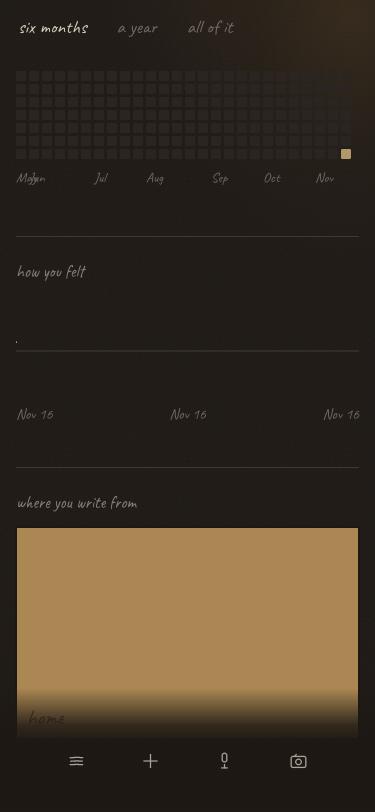 six months a year all of it
Jul Aug Sep Oct Nov
how you felt
Nov 16 Nov 16 Nov 16
where you write from
home